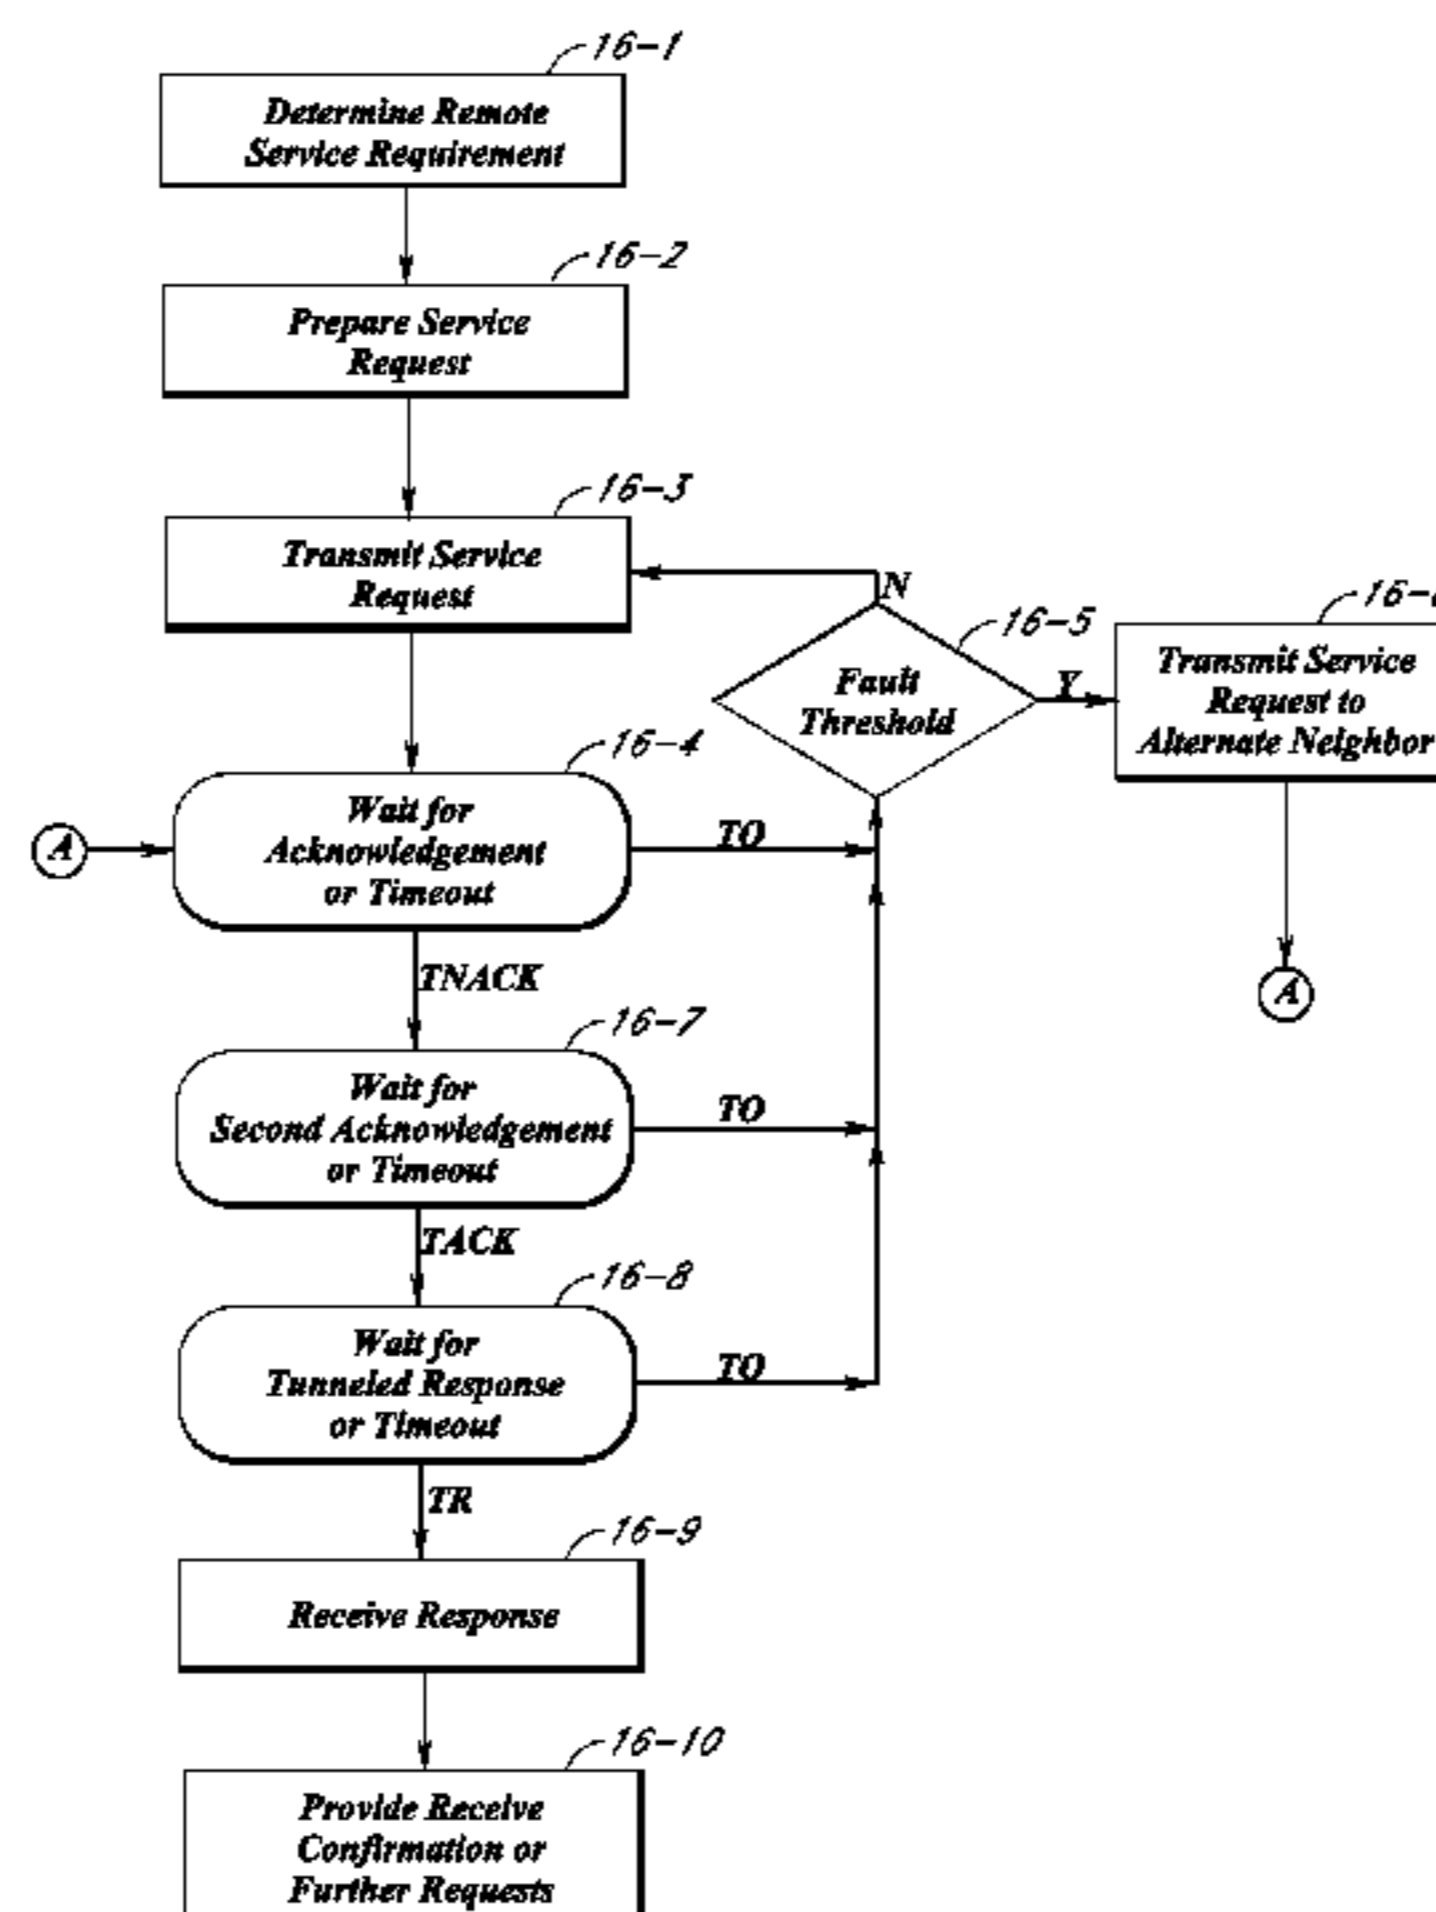 16-1
Determine Remote
Service Requirement
16-2
Prepare Service
Request
16-3
Transmit Service
Request
N
16-5
Fault
Threshold
Y
Transmit Service
Request to
Alternate Neighbor
A
16-4
Wait for
Acknowledgement
or Timeout
TO
A
TNACK
16-7
Wait for
Second Acknowledgement
or Timeout
TO
TACK
16-8
Wait for
Tunneled Response
or Timeout
TO
TR
16-9
Receive Response
16-10
Provide Receive
Confirmation or
Further Requests